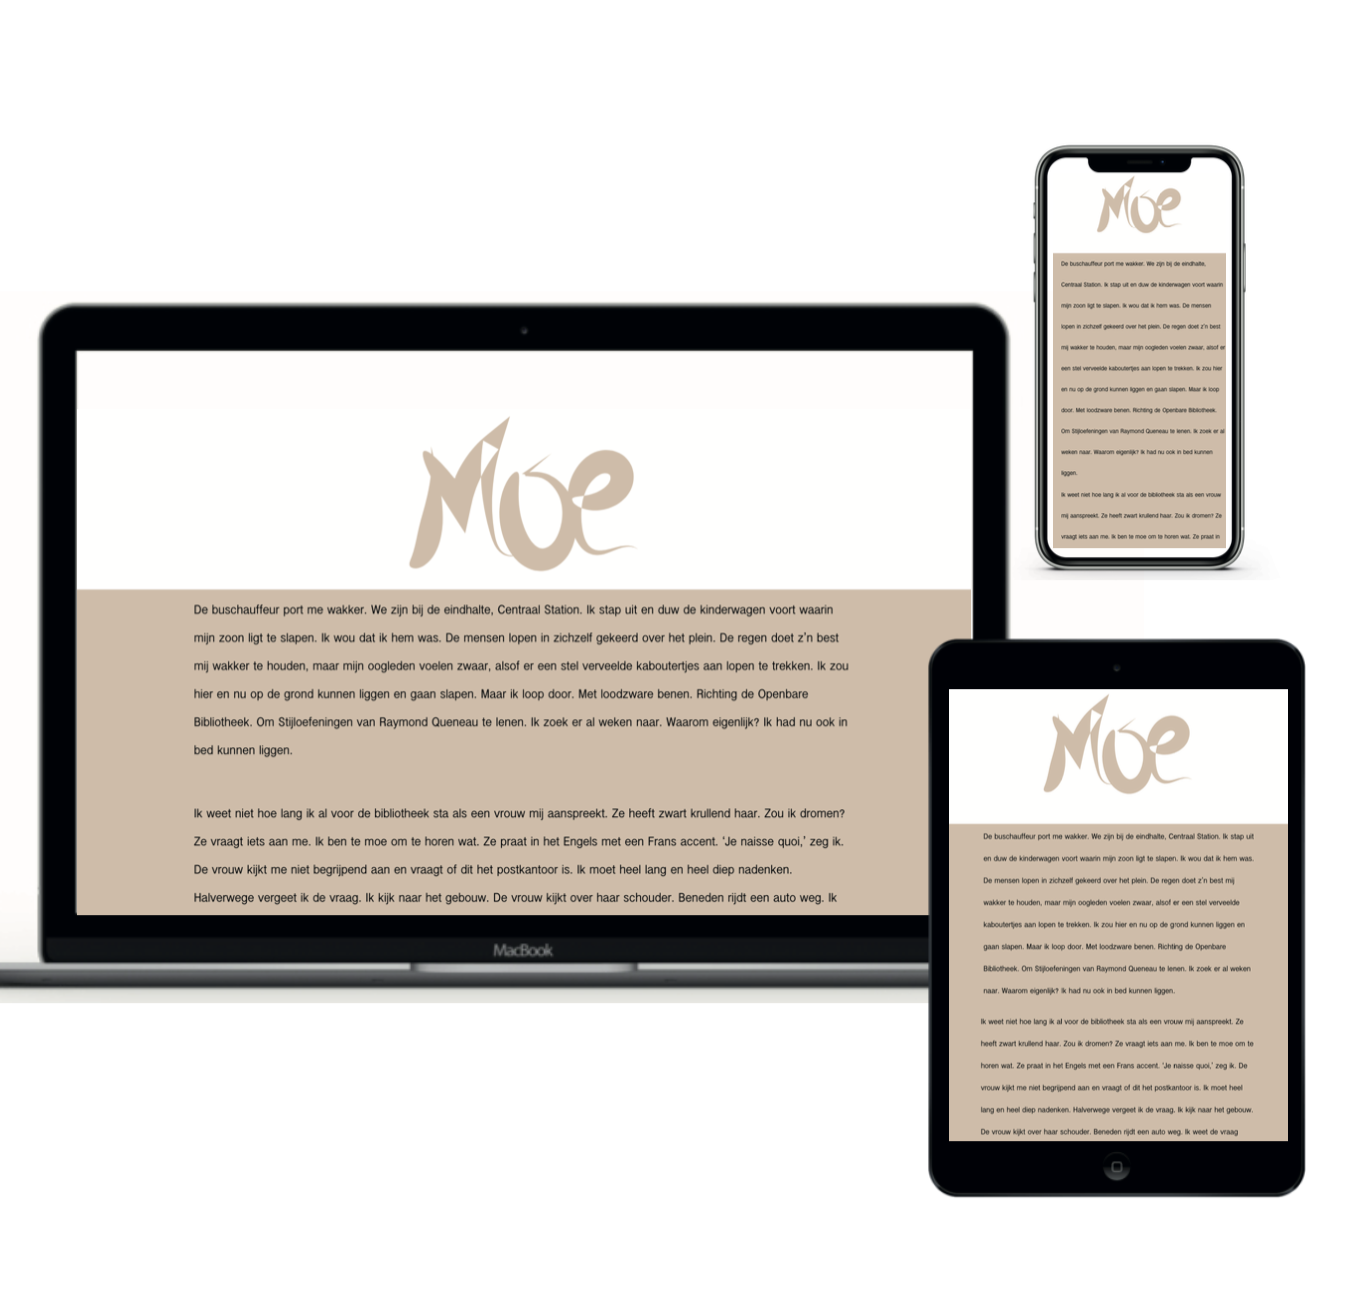 Moe
De buschauffeur port me wakker. We zijn bij de eindhalte, Centraal Station. Ik stap uit en duw de kinderwagen voort waarin
mijn zoon ligt te slapen. Ik wou dat ik hem was. De mensen lopen in zichzelf gekeerd over het plein. De regen doet z'n best
mij wakker te houden, maar mijn oogleden voelen zwaar, alsof er een stel verveelde kaboutertjes aan lopen te trekken. Ik zou
hier en nu op de grond kunnen liggen en gaan slapen. Maar ik loop door. Met loodzware benen. Richting de Openbare
Bibliotheek. Om Stijloefeningen van Raymond Queneau te lenen. Ik zoek er al weken naar. Waarom eigenlijk? Ik had nu ook in
bed kunnen liggen.
Ik weet niet hoe lang ik al voor de bibliotheek sta als een vrouw mij aanspreekt. Ze heeft zwart krullend haar. Zou ik dromen?
Ze vraagt iets aan me. Ik ben te moe om te horen wat. Ze praat in het Engels met een Frans accent. 'Je naisse quoi,' zeg ik.
De vrouw kijkt me niet begrijpend aan en vraagt of dit het postkantoor is. Ik moet heel lang en heel diep nadenken.
Halverwege vergeet ik de vraag. Ik kijk naar het gebouw. De vrouw kijkt over haar schouder. Beneden rijdt een auto weg. Ik
MacBook
Moe
De buschauffeur port me wakker. We zijn bij de eindhalte,
Centraal Station. Ik stap uit en duw de kinderwagen voort waarin
mijn zoon ligt te slapen. Ik wou dat ik hem was. De mensen
lopen in zichzelf gekeerd over het plein. De regen doet z'n best
mij wakker te houden, maar mijn oogleden voelen zwaar, alsof er
een stel verveelde kaboutertjes aan lopen te trekken. Ik zou hier
en nu op de grond kunnen liggen en gaan slapen. Maar ik loop
door. Met loodzware benen. Richting de Openbare Bibliotheek.
Om Stijloefeningen van Raymond Queneau te lenen. Ik zoek er al
weken naar. Waarom eigenlijk? Ik had nu ook in bed kunnen
liggen.
Ik weet niet hoe lang ik al voor de bibliotheek sta als een vrouw
mij aanspreekt. Ze heeft zwart krullend haar. Zou ik dromen? Ze
vraagt iets aan me. Ik ben te moe om te horen wat. Ze praat in
Moe
De buschauffeur port me wakker. We zijn bij de eindhalte, Centraal Station. Ik stap uit
en duw de kinderwagen voort waarin mijn zoon ligt te slapen. Ik wou dat ik hem was.
De mensen lopen in zichzelf gekeerd over het plein. De regen doet z'n best mij
wakker te houden, maar mijn oogleden voelen zwaar, alsof er een stel verveelde
kaboutertjes aan lopen te trekken. Ik zou hier en nu op de grond kunnen liggen en
gaan slapen. Maar ik loop door. Met loodzware benen. Richting de Openbare
Bibliotheek. Om Stijloefeningen van Raymond Queneau te lenen. Ik zoek er al weken
naar. Waarom eigenlijk? Ik had nu ook in bed kunnen liggen.
Ik weet niet hoe lang ik al voor de bibliotheek sta als een vrouw mij aanspreekt. Ze
heeft zwart krullend haar. Zou ik dromen? Ze vraagt iets aan me. Ik ben te moe om te
horen wat. Ze praat in het Engels met een Frans accent. 'Je naisse quoi,' zeg ik. De
vrouw kijkt me niet begrijpend aan en vraagt of dit het postkantoor is. Ik moet heel
lang en heel diep nadenken. Halverwege vergeet ik de vraag. Ik kijk naar het gebouw.
De vrouw kijkt over haar schouder. Beneden rijdt een auto weg. Ik weet de vraag